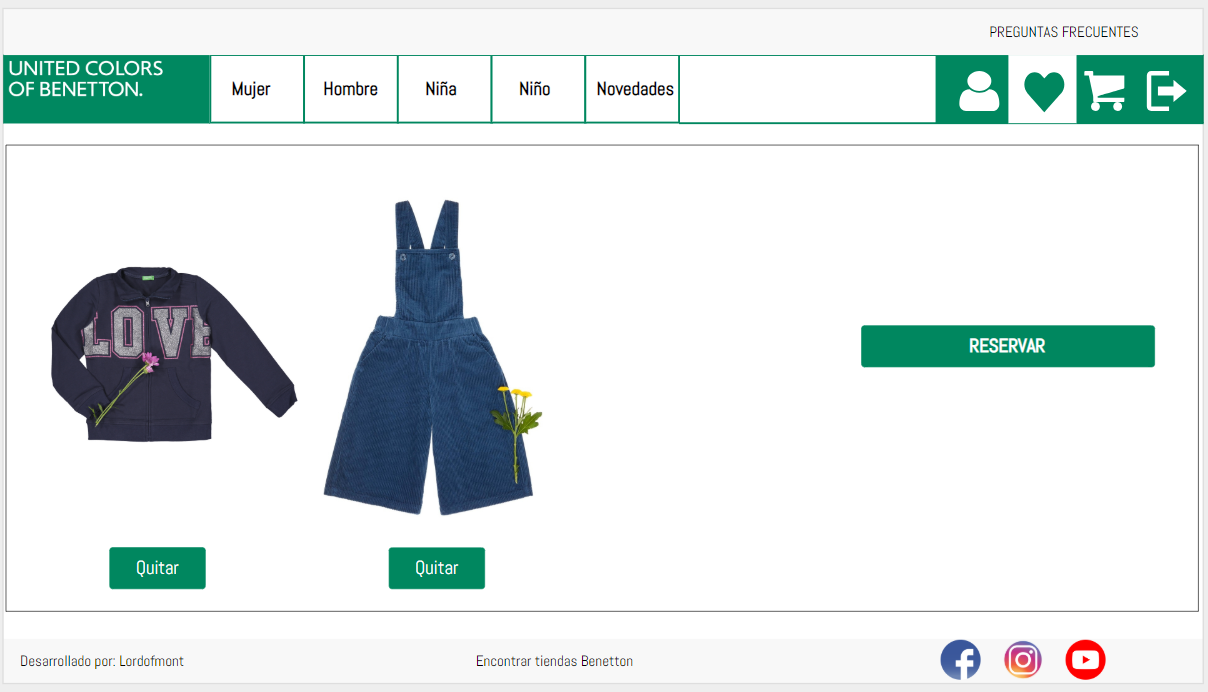 PREGUNTAS FRECUENTES
UNITED COLORS
OF BENETTON.
Mujer
Hombre
Niña
Niño
Novedades
LOVE
RESERVAR
Quitar
Quitar
Desarrollado por: Lordofmont
Encontrar tiendas Benetton